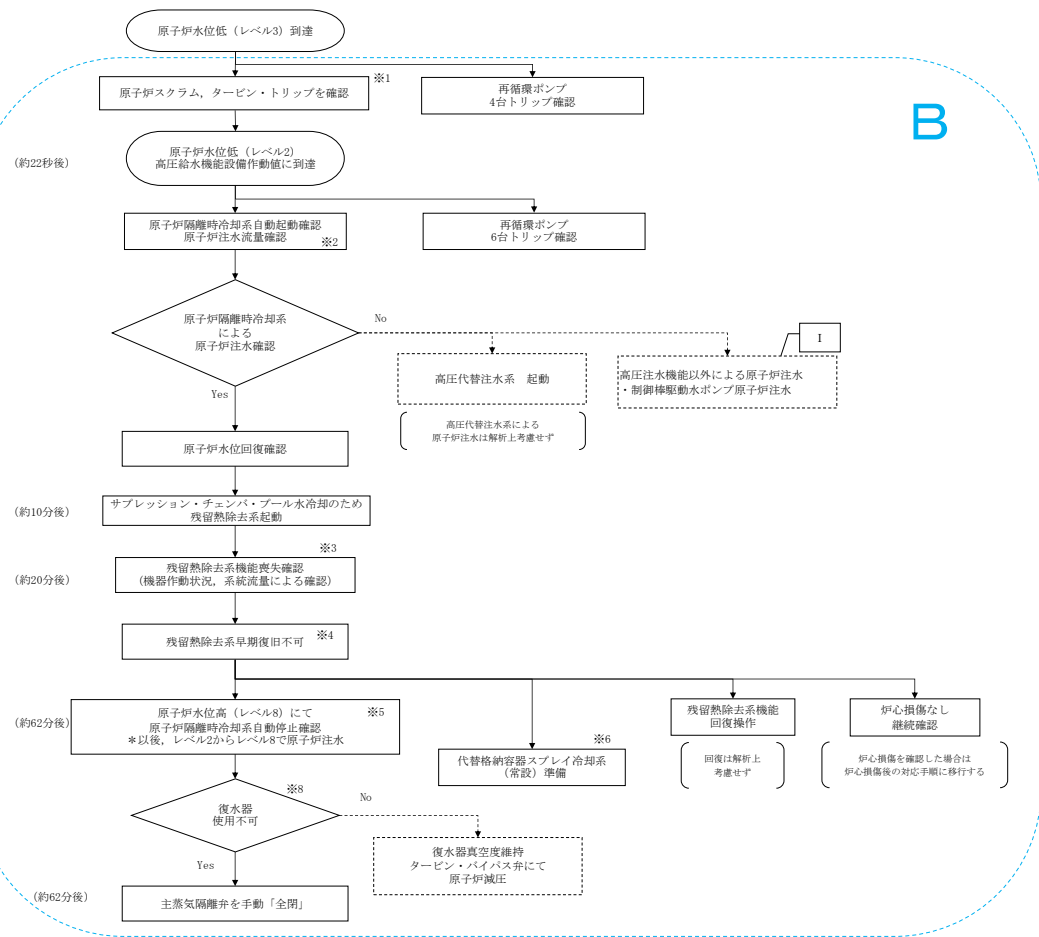 原子炉水位低（レベル3）到達
※1
原子炉スクラム，タービン・トリップを確認
再循環ポンプ
4台トリップ確認
B
(約22秒後)
原子炉水位低（レベル2）
高圧給水機能設備作動値に到達
原子炉隔離時冷却系自動起動確認
原子炉注水流量確認
※2
再循環ポンプ
6台トリップ確認
原子炉隔離時冷却系
による
原子炉注水確認
No
Yes
I
高圧代替注水系　起動
高圧注水機能以外による原子炉注水
・制御棒駆動水ポンプ原子炉注水
高圧代替注水系による
原子炉注水は解析上考慮せず
原子炉水位回復確認
(約10分後)
サプレッション・チェンバ・プール水冷却のため
残留熱除去系起動
※3
(約20分後)
残留熱除去系機能喪失確認
(機器作動状況，系統流量による確認)
※4
残留熱除去系早期復旧不可
(約62分後)
※5
原子炉水位高（レベル8）にて
原子炉隔離時冷却系自動停止確認
＊以後，レベル2からレベル8で原子炉注水
※6
代替格納容器スプレイ冷却系
(常設）準備
残留熱除去系機能
回復操作
回復は解析上
考慮せず
炉心損傷なし
継続確認
炉心損傷を確認した場合は
炉心損傷後の対応手順に移行する
※8
復水器
使用不可
No
Yes
復水器真空度維持
タービン・バイパス弁にて
原子炉減圧
(約62分後)
主蒸気隔離弁を手動「全閉」